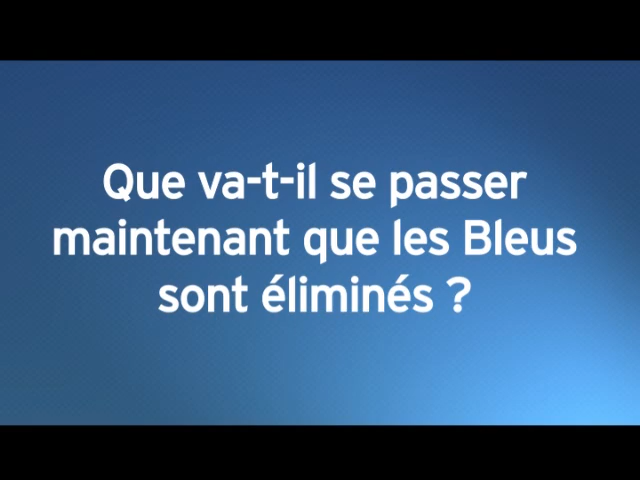 Que va-t-il se passer
maintenant que les Bleus
sont éliminés ?